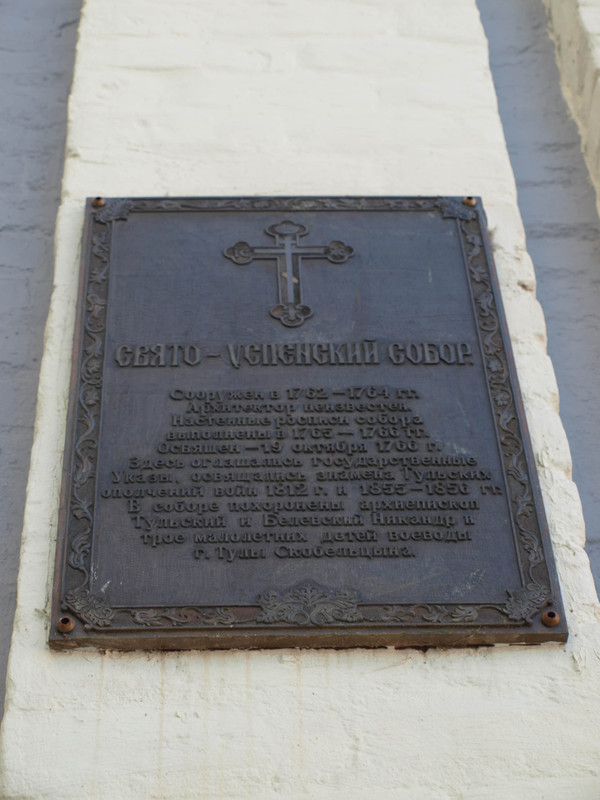 СВЯТО – УСПЕНСКИЙ СОБОР.
Сооружен в 1762 – 1764 гг.
Архитектор неизвестен.
Настенные росписи собора
выполнены в 1765 – 1766 гг.
Освящен – 19 октября 1766 г.
Здесь оглашались государственные
Указы, освящались знамена Тульских
ополчений войн 1812 г. и 1855 – 1856 гг.
В соборе похоронены архиепископ
Тульский и Белевский Никандр и
трое малолетних детей воеводы
г. Тулы Скобельцына.